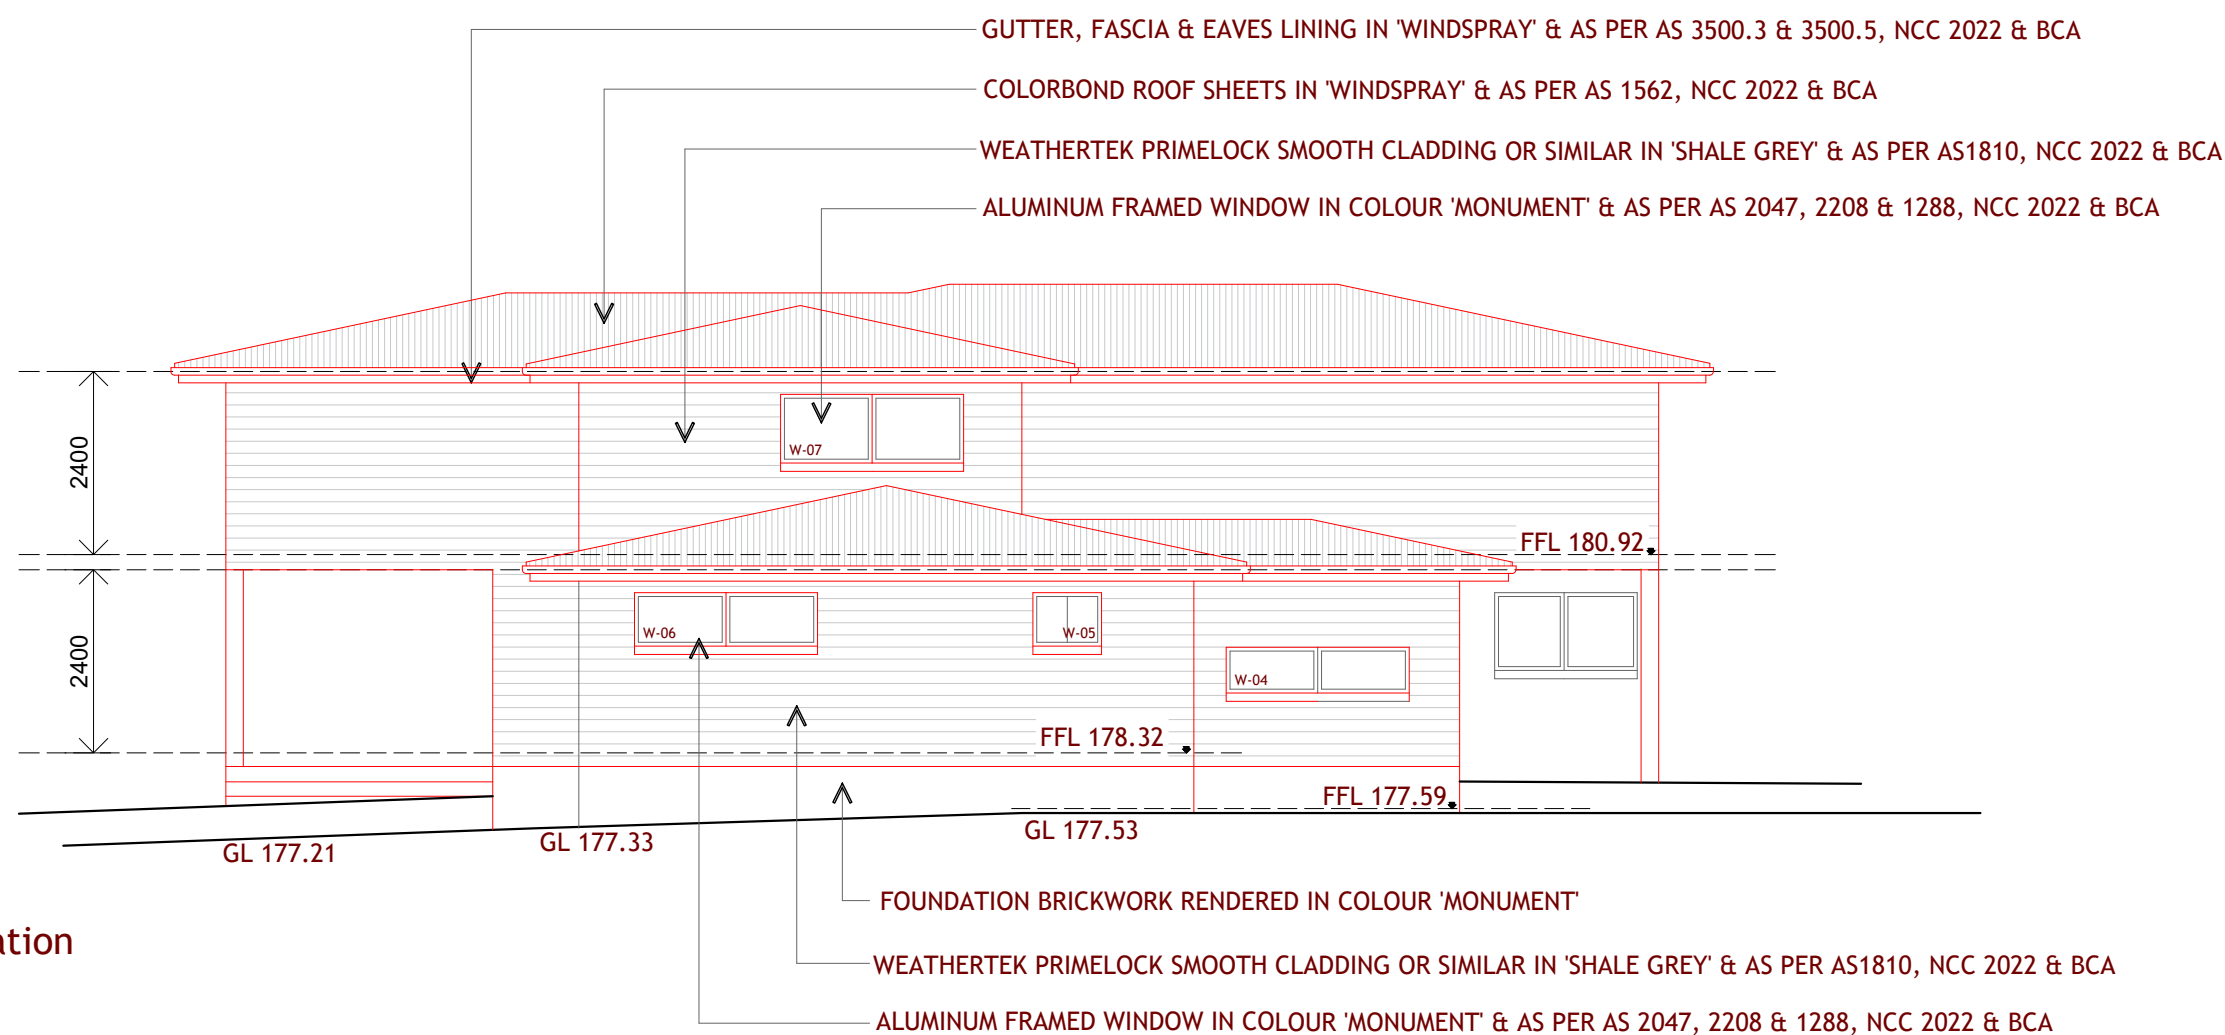 GUTTER, FASCIA & EAVES LINING IN 'WINDSPRAY' & AS PER AS 3500.3 & 3500.5, NCC 2022 & BCA
COLORBOND ROOF SHEETS IN 'WINDSPRAY' & AS PER AS 1562, NCC 2022 & BCA
WEATHERTEK PRIMELOCK SMOOTH CLADDING OR SIMILAR IN 'SHALE GREY' & AS PER AS1810, NCC 2022 & BCA
ALUMINUM FRAMED WINDOW IN COLOUR 'MONUMENT' & AS PER AS 2047, 2208 & 1288, NCC 2022 & BCA
2400
W-07
FFL 180.92
2400
W-06
W-05
W-04
FFL 178.32
FFL 177.59
GL 177.21
GL 177.33
GL 177.53
FOUNDATION BRICKWORK RENDERED IN COLOUR 'MONUMENT'
ation
WEATHERTEK PRIMELOCK SMOOTH CLADDING OR SIMILAR IN 'SHALE GREY' & AS PER AS1810, NCC 2022 & BCA
ALUMINUM FRAMED WINDOW IN COLOUR 'MONUMENT' & AS PER AS 2047, 2208 & 1288, NCC 2022 & BCA